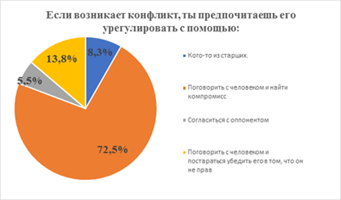 Если возникает конфликт, ты предпочитаешь его
урегулировать с помощью:
8,3%
13,8%
5,5%
72,5%
Кого-то из старших.
Поговорить с человеком и найти
компромисс
Согласиться с оппонентом
Поговорить с человеком и
постараться убедить его в том, что он
не прав